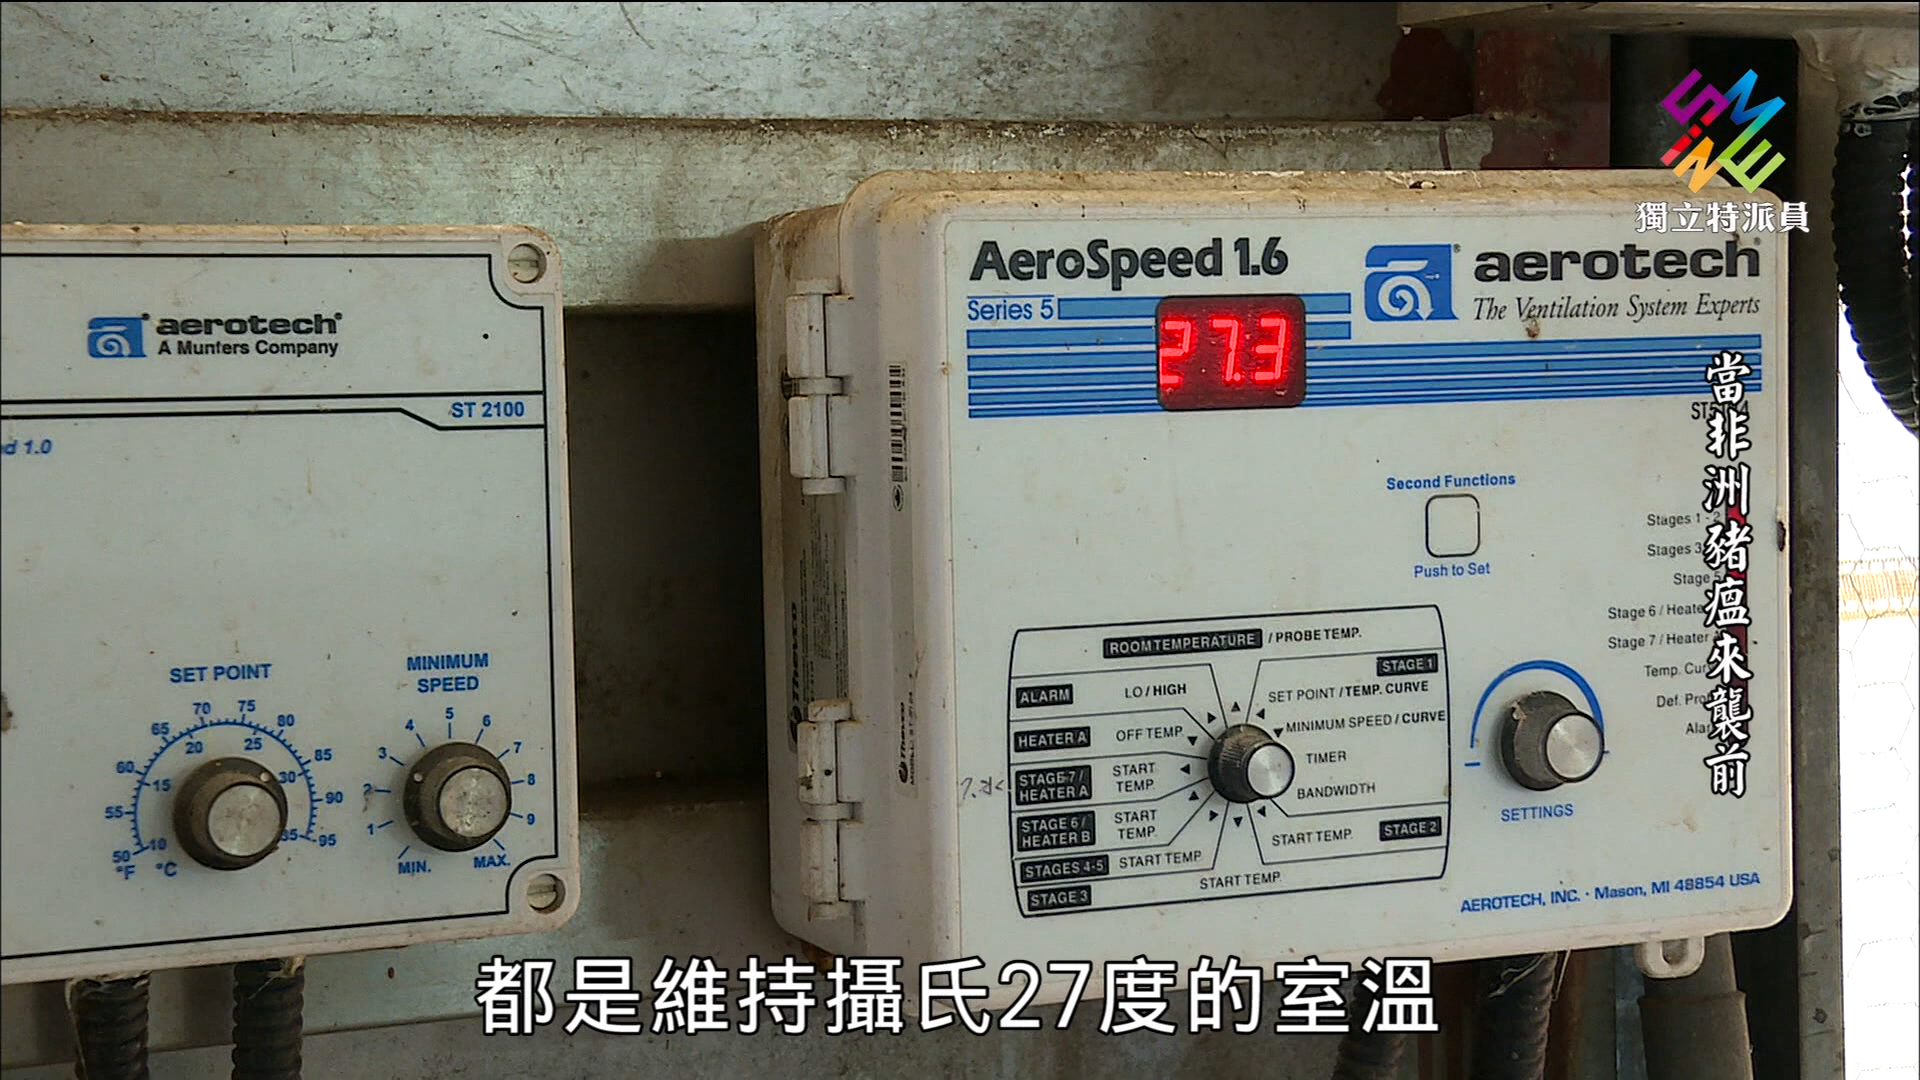 獨立特派員
當非洲豬瘟來襲前
aerotech
A Munters Company
ST 2100
1.0
SET POINT
50 55 60 65 70 75 80 85 90 95
10 15 20 25 30 35
°F °C
MINIMUM
SPEED
MIN. 1 2 3 4 5 6 7 8 9 MAX.
AeroSpeed 1.6
Series 5
27.3
aerotech
The Ventilation System Experts
Second Functions
Push to Set
Stages 1 - 2
Stages 3
Stage 5
Stage 6 / Heater
Stage 7 / Heater
Temp.
Def.
ROOM TEMPERATURE / PROBE TEMP.
STAGE 1
SET POINT / TEMP. CURVE
MINIMUM SPEED / CURVE
TIMER
BANDWIDTH
START TEMP. STAGE 2
START TEMP.
ALARM LO / HIGH
HEATER A OFF TEMP.
STAGE 7 /
HEATER A
START
TEMP.
STAGE 6 /
HEATER B
START
TEMP.
STAGES 4-5 START TEMP.
STAGE 3
SETTINGS
AEROTECH, INC. · Mason, MI 48854 USA
Thevco
Thevco
都是維持攝氏27度的室溫